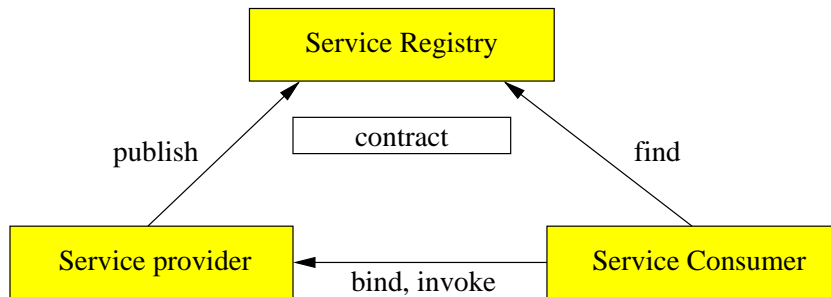 Service Registry
contract
publish
find
Service provider
Service Consumer
bind, invoke